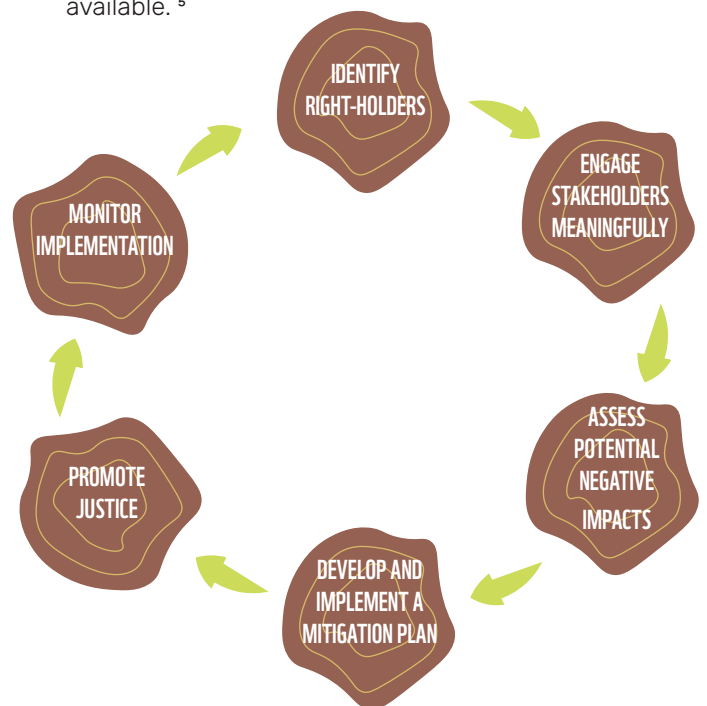 available. ⁵
IDENTIFY
RIGHT-HOLDERS
ENGAGE
STAKEHOLDERS
MEANINGFULLY
ASSESS
POTENTIAL
NEGATIVE
IMPACTS
DEVELOP AND
IMPLEMENT A
MITIGATION PLAN
PROMOTE
JUSTICE
MONITOR
IMPLEMENTATION